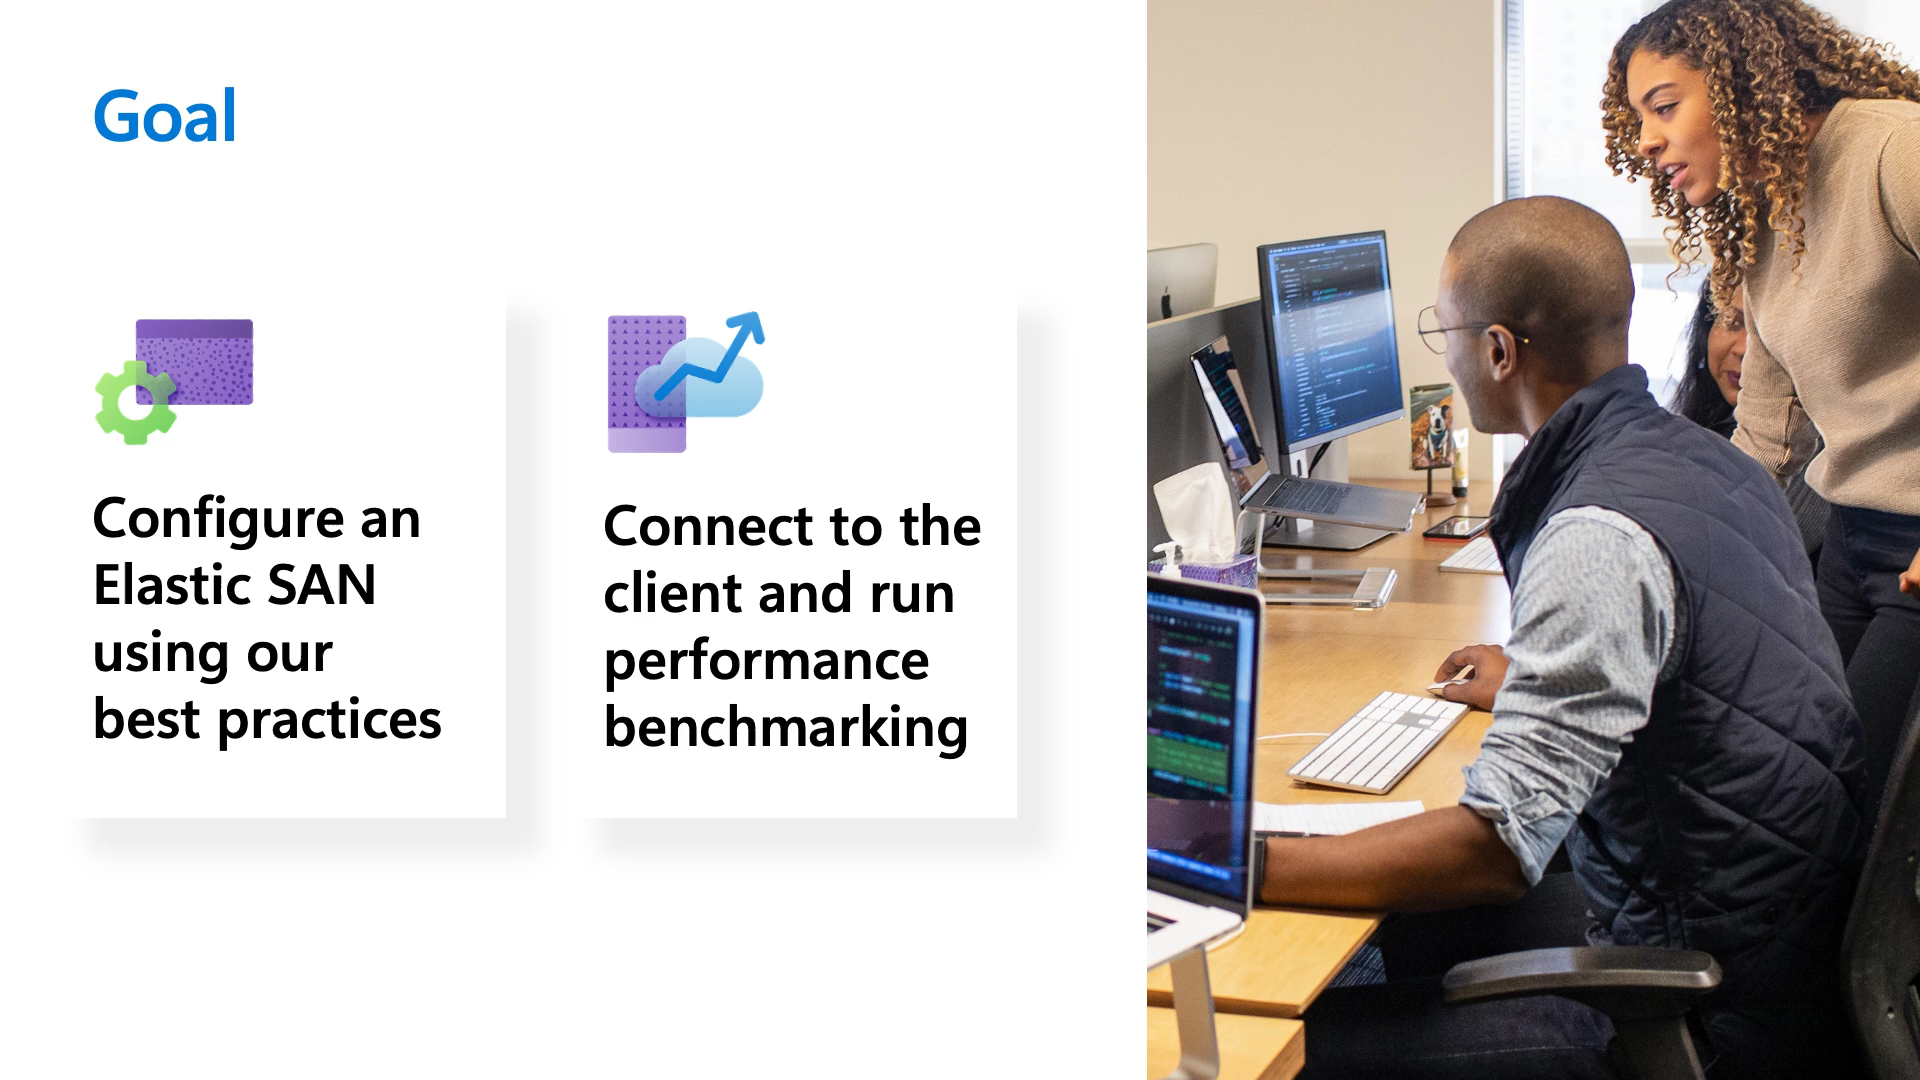 Goal
Configure an
Elastic SAN
using our
best practices
Connect to the
client and run
performance
benchmarking